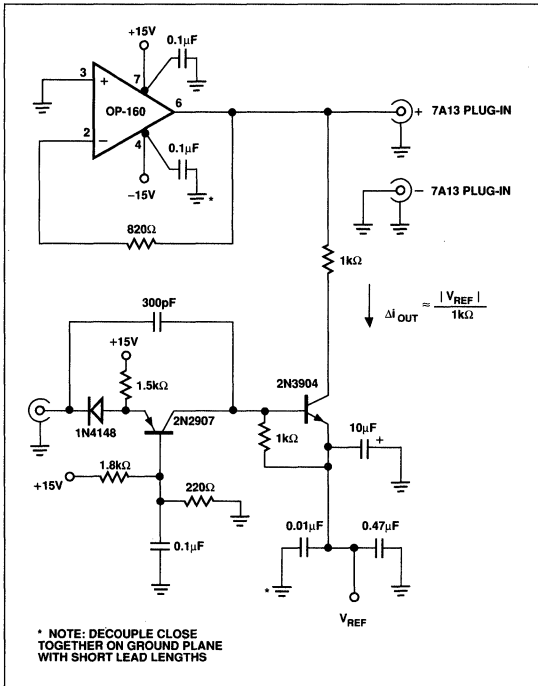 +15V
0.1µF
3
+
7
OP-160
6
+ 7A13 PLUG-IN
2
−
4
0.1µF
*
− 7A13 PLUG-IN
−15V
820Ω
1kΩ
300pF
Δi OUT ≈ | VREF | / 1kΩ
+15V
1.5kΩ
2N3904
1N4148
2N2907
10µF
+
1kΩ
1.8kΩ
+15V
220Ω
0.01µF
0.47µF
0.1µF
*
VREF
* NOTE: DECOUPLE CLOSE
TOGETHER ON GROUND PLANE
WITH SHORT LEAD LENGTHS